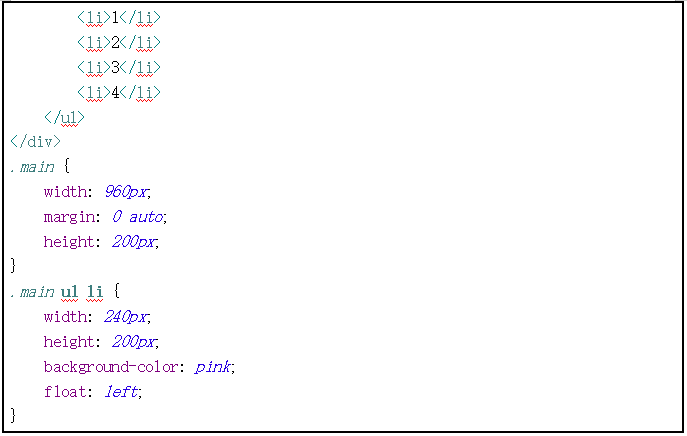 <li>1</li>
<li>2</li>
<li>3</li>
<li>4</li>
</ul>
</div>
.main {
width: 960px;
margin: 0 auto;
height: 200px;
}
.main ul li {
width: 240px;
height: 200px;
background-color: pink;
float: left;
}